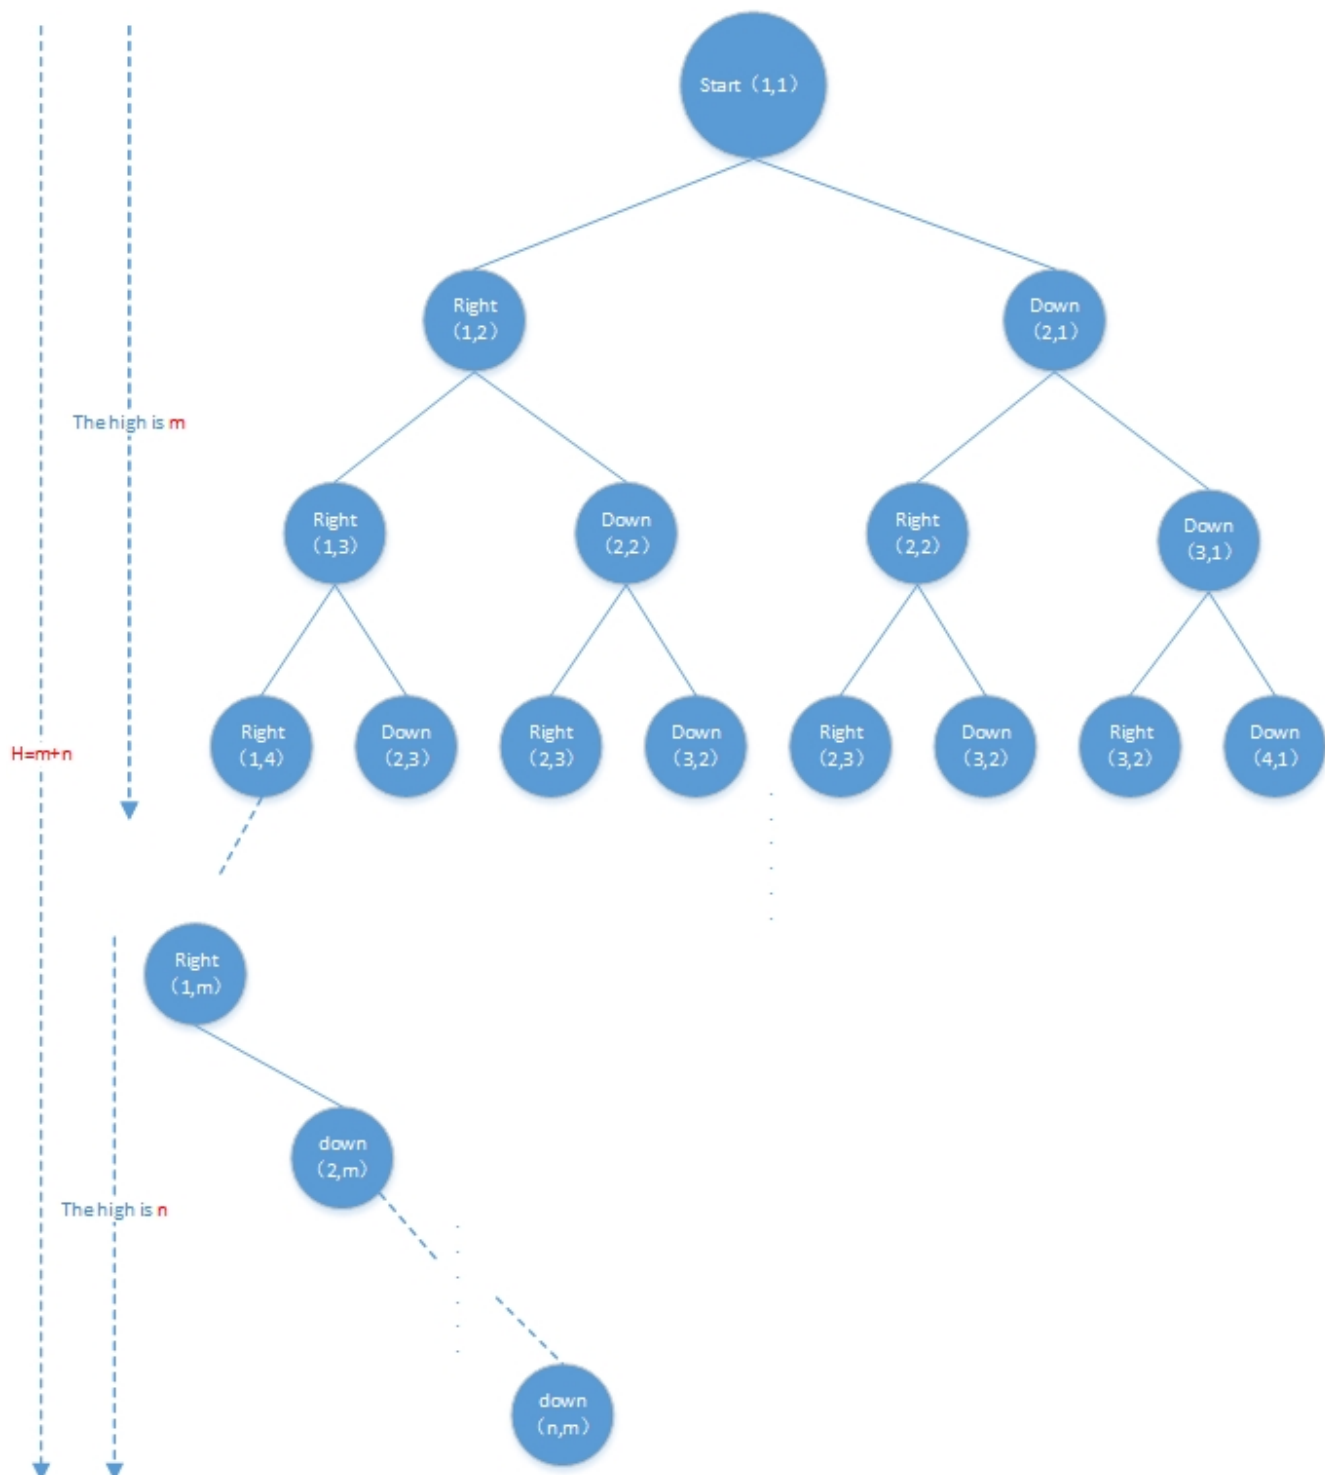 Start（1,1）
Right
（1,2）
Down
（2,1）
The high is m
Right
（1,3）
Down
（2,2）
Right
（2,2）
Down
（3,1）
Right
（1,4）
Down
（2,3）
Right
（2,3）
Down
（3,2）
Right
（2,3）
Down
（3,2）
Right
（3,2）
Down
（4,1）
H=m+n
Right
（1,m）
down
（2,m）
The high is n
down
（n,m）